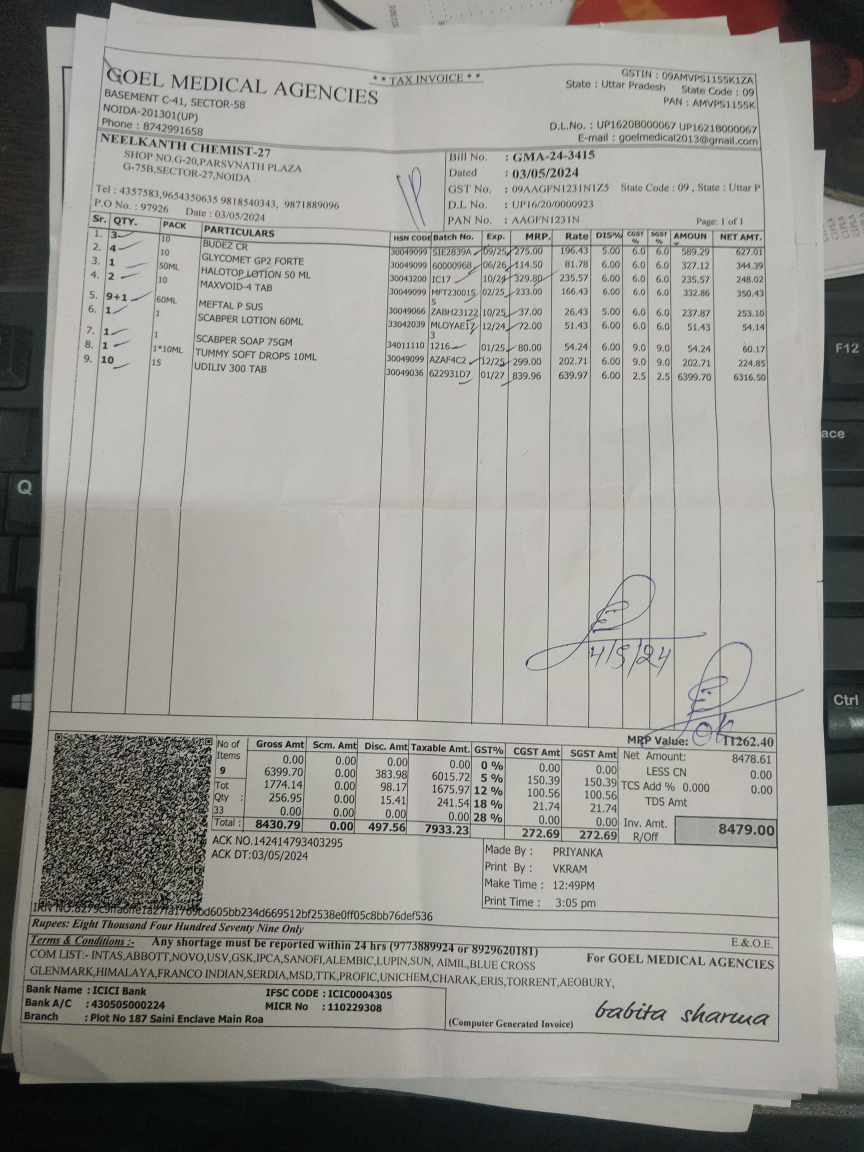 ** TAX INVOICE **
GOEL MEDICAL AGENCIES
BASEMENT C-41, SECTOR-58
NOIDA-201301(UP)
Phone : 8742991658
GSTIN : 09AMVPS1155K1ZA
State : Uttar Pradesh State Code : 09
PAN : AMVPS1155K
D.L.No. : UP1620B000067 UP1621B000067
E-mail : goelmedical2013@gmail.com
NEELKANTH CHEMIST-27
SHOP NO.G-20,PARSVNATH PLAZA
G-75B,SECTOR-27,NOIDA
Tel : 4357583,9654350635 9818540343, 9871889096
P.O No. : 97926 Date : 03/05/2024
Bill No. : GMA-24-3415
Dated : 03/05/2024
GST No. : 09AAGFN1231N1Z5 State Code : 09 , State : Uttar P
D.L No. : UP16/20/0000923
PAN No. : AAGFN1231N Page: 1 of 1
Sr. QTY. PACK PARTICULARS HSN CODE Batch No. Exp. MRP. Rate DIS% CGST % SGST % AMOUN NET AMT.
1. 3 10 BUDEZ CR 30049099 SIE2839A 09/25 275.00 196.43 5.00 6.0 6.0 589.29 627.01
2. 4 10 GLYCOMET GP2 FORTE 30049099 60000968 06/26 114.50 81.78 6.00 6.0 6.0 327.12 344.39
3. 1 50ML HALOTOP LOTION 50 ML 30043200 IC17 10/24 329.80 235.57 6.00 6.0 6.0 235.57 248.02
4. 2 10 MAXVOID-4 TAB 30049099 MFT230015 5 02/25 233.00 166.43 6.00 6.0 6.0 332.86 350.43
5. 9+1 60ML MEFTAL P SUS 30049066 ZABH23122 10/25 37.00 26.43 5.00 6.0 6.0 237.87 253.10
6. 1 1 SCABPER LOTION 60ML 33042039 MLOYAE17 3 12/24 72.00 51.43 6.00 6.0 6.0 51.43 54.14
7. 1 1 SCABPER SOAP 75GM 34011110 1216 01/25 80.00 54.24 6.00 9.0 9.0 54.24 60.17
8. 1 1*10ML TUMMY SOFT DROPS 10ML 30049099 AZAF4C2 12/25 299.00 202.71 6.00 9.0 9.0 202.71 224.85
9. 10 15 UDILIV 300 TAB 30049036 622931D7 01/27 839.96 639.97 6.00 2.5 2.5 6399.70 6316.50
4/5/24
OK
No of Items Gross Amt Scm. Amt Disc. Amt Taxable Amt. GST% CGST Amt SGST Amt
0.00 0.00 0.00 0.00 0 % 0.00 0.00
9 6399.70 0.00 383.98 6015.72 5 % 150.39 150.39
Tot 1774.14 0.00 98.17 1675.97 12 % 100.56 100.56
Qty : 256.95 0.00 15.41 241.54 18 % 21.74 21.74
33 0.00 0.00 0.00 0.00 28 % 0.00 0.00
Total : 8430.79 0.00 497.56 7933.23 272.69 272.69
MRP Value: 11262.40
Net Amount: 8478.61
LESS CN 0.00
TCS Add % 0.000 0.00
TDS Amt
Inv. Amt. 8479.00
R/Off
ACK NO.142414793403295
ACK DT:03/05/2024
Made By : PRIYANKA
Print By : VKRAM
Make Time : 12:49PM
Print Time : 3:05 pm
Rupees: Eight Thousand Four Hundred Seventy Nine Only
E.&.O.E.
Terms & Conditions :- Any shortage must be reported within 24 hrs (9773889924 or 8929620181)
COM LIST:- INTAS,ABBOTT,NOVO,USV,GSK,IPCA,SANOFI,ALEMBIC,LUPIN,SUN, AIMIL,BLUE CROSS
GLENMARK,HIMALAYA,FRANCO INDIAN,SERDIA,MSD,TTK,PROFIC,UNICHEM,CHARAK,ERIS,TORRENT,AEOBURY,
For GOEL MEDICAL AGENCIES
Bank Name : ICICI Bank IFSC CODE : ICIC0004305
Bank A/C : 430505000224 MICR No : 110229308
Branch : Plot No 187 Saini Enclave Main Roa
(Computer Generated Invoice)
babita sharma
Q
F12
Ctrl